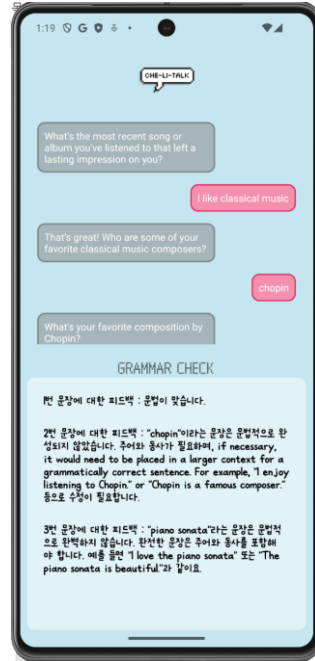 1:19
CHE-LI-TALK
What's the most recent song or
album you've listened to that left a
lasting impression on you?
I like classical music
That's great! Who are some of your
favorite classical music composers?
chopin
What's your favorite composition by
Chopin?
GRAMMAR CHECK
1번 문장에 대한 피드백 : 문법이 맞습니다.
2번 문장에 대한 피드백 : "chopin"이라는 문장은 문법적으로 완
성되지 않았습니다. 주어와 동사가 필요하며, if necessary,
it would need to be placed in a larger context for a
grammatically correct sentence. For example, "I enjoy
listening to Chopin." or "Chopin is a famous composer."
등으로 수정이 필요합니다.
3번 문장에 대한 피드백 : "piano sonata"라는 문장은 문법적
으로 완벽하지 않습니다. 완전한 문장은 주어와 동사를 포함해
야 합니다. 예를 들면 "I love the piano sonata" 또는 "The
piano sonata is beautiful."과 같이요.